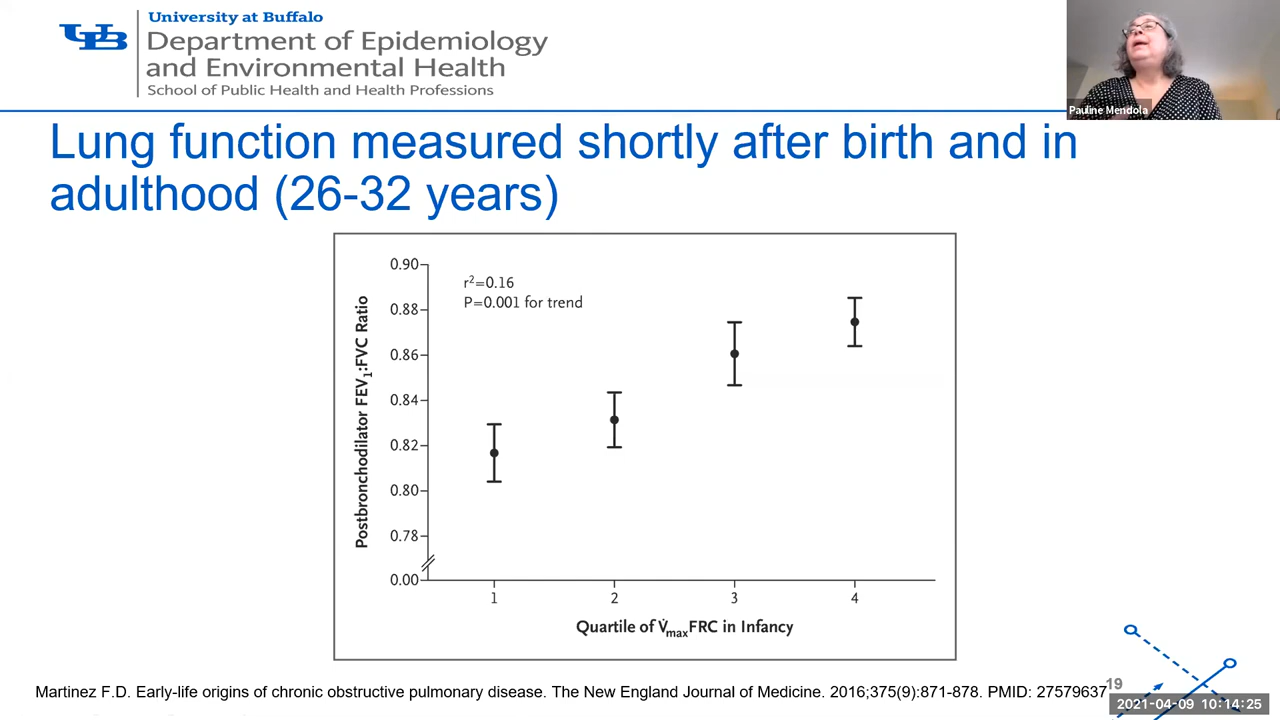 University at Buffalo
UB
Department of Epidemiology
and Environmental Health
School of Public Health and Health Professions
Pauline Mendola
Lung function measured shortly after birth and in
adulthood (26-32 years)
r²=0.16
P=0.001 for trend
Postbronchodilator FEV₁:FVC Ratio
0.90
0.88
0.86
0.84
0.82
0.80
0.78
0.00
1 2 3 4
Quartile of V̇maxFRC in Infancy
Martinez F.D. Early-life origins of chronic obstructive pulmonary disease. The New England Journal of Medicine. 2016;375(9):871-878. PMID: 27579637
19
2021-04-09 10:14:25